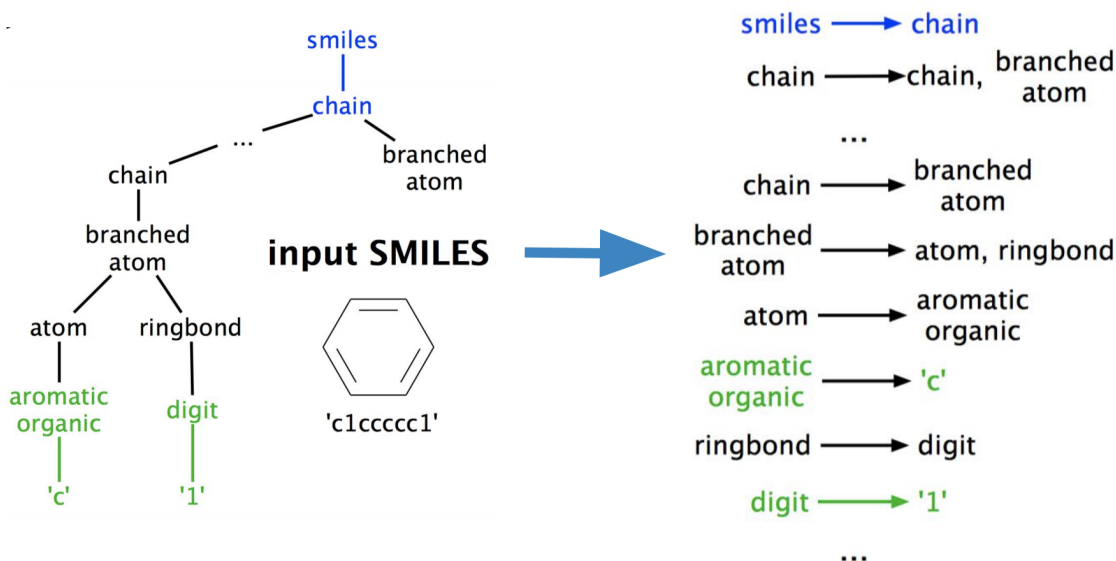 smiles
chain
...
branched
atom
chain
branched
atom
atom
ringbond
aromatic
organic
digit
'c'
'1'
input SMILES
'c1ccccc1'
smiles chain
chain chain, branched
atom
...
chain branched
atom
branched
atom
atom, ringbond
atom aromatic
organic
aromatic
organic
'c'
ringbond digit
digit '1'
...